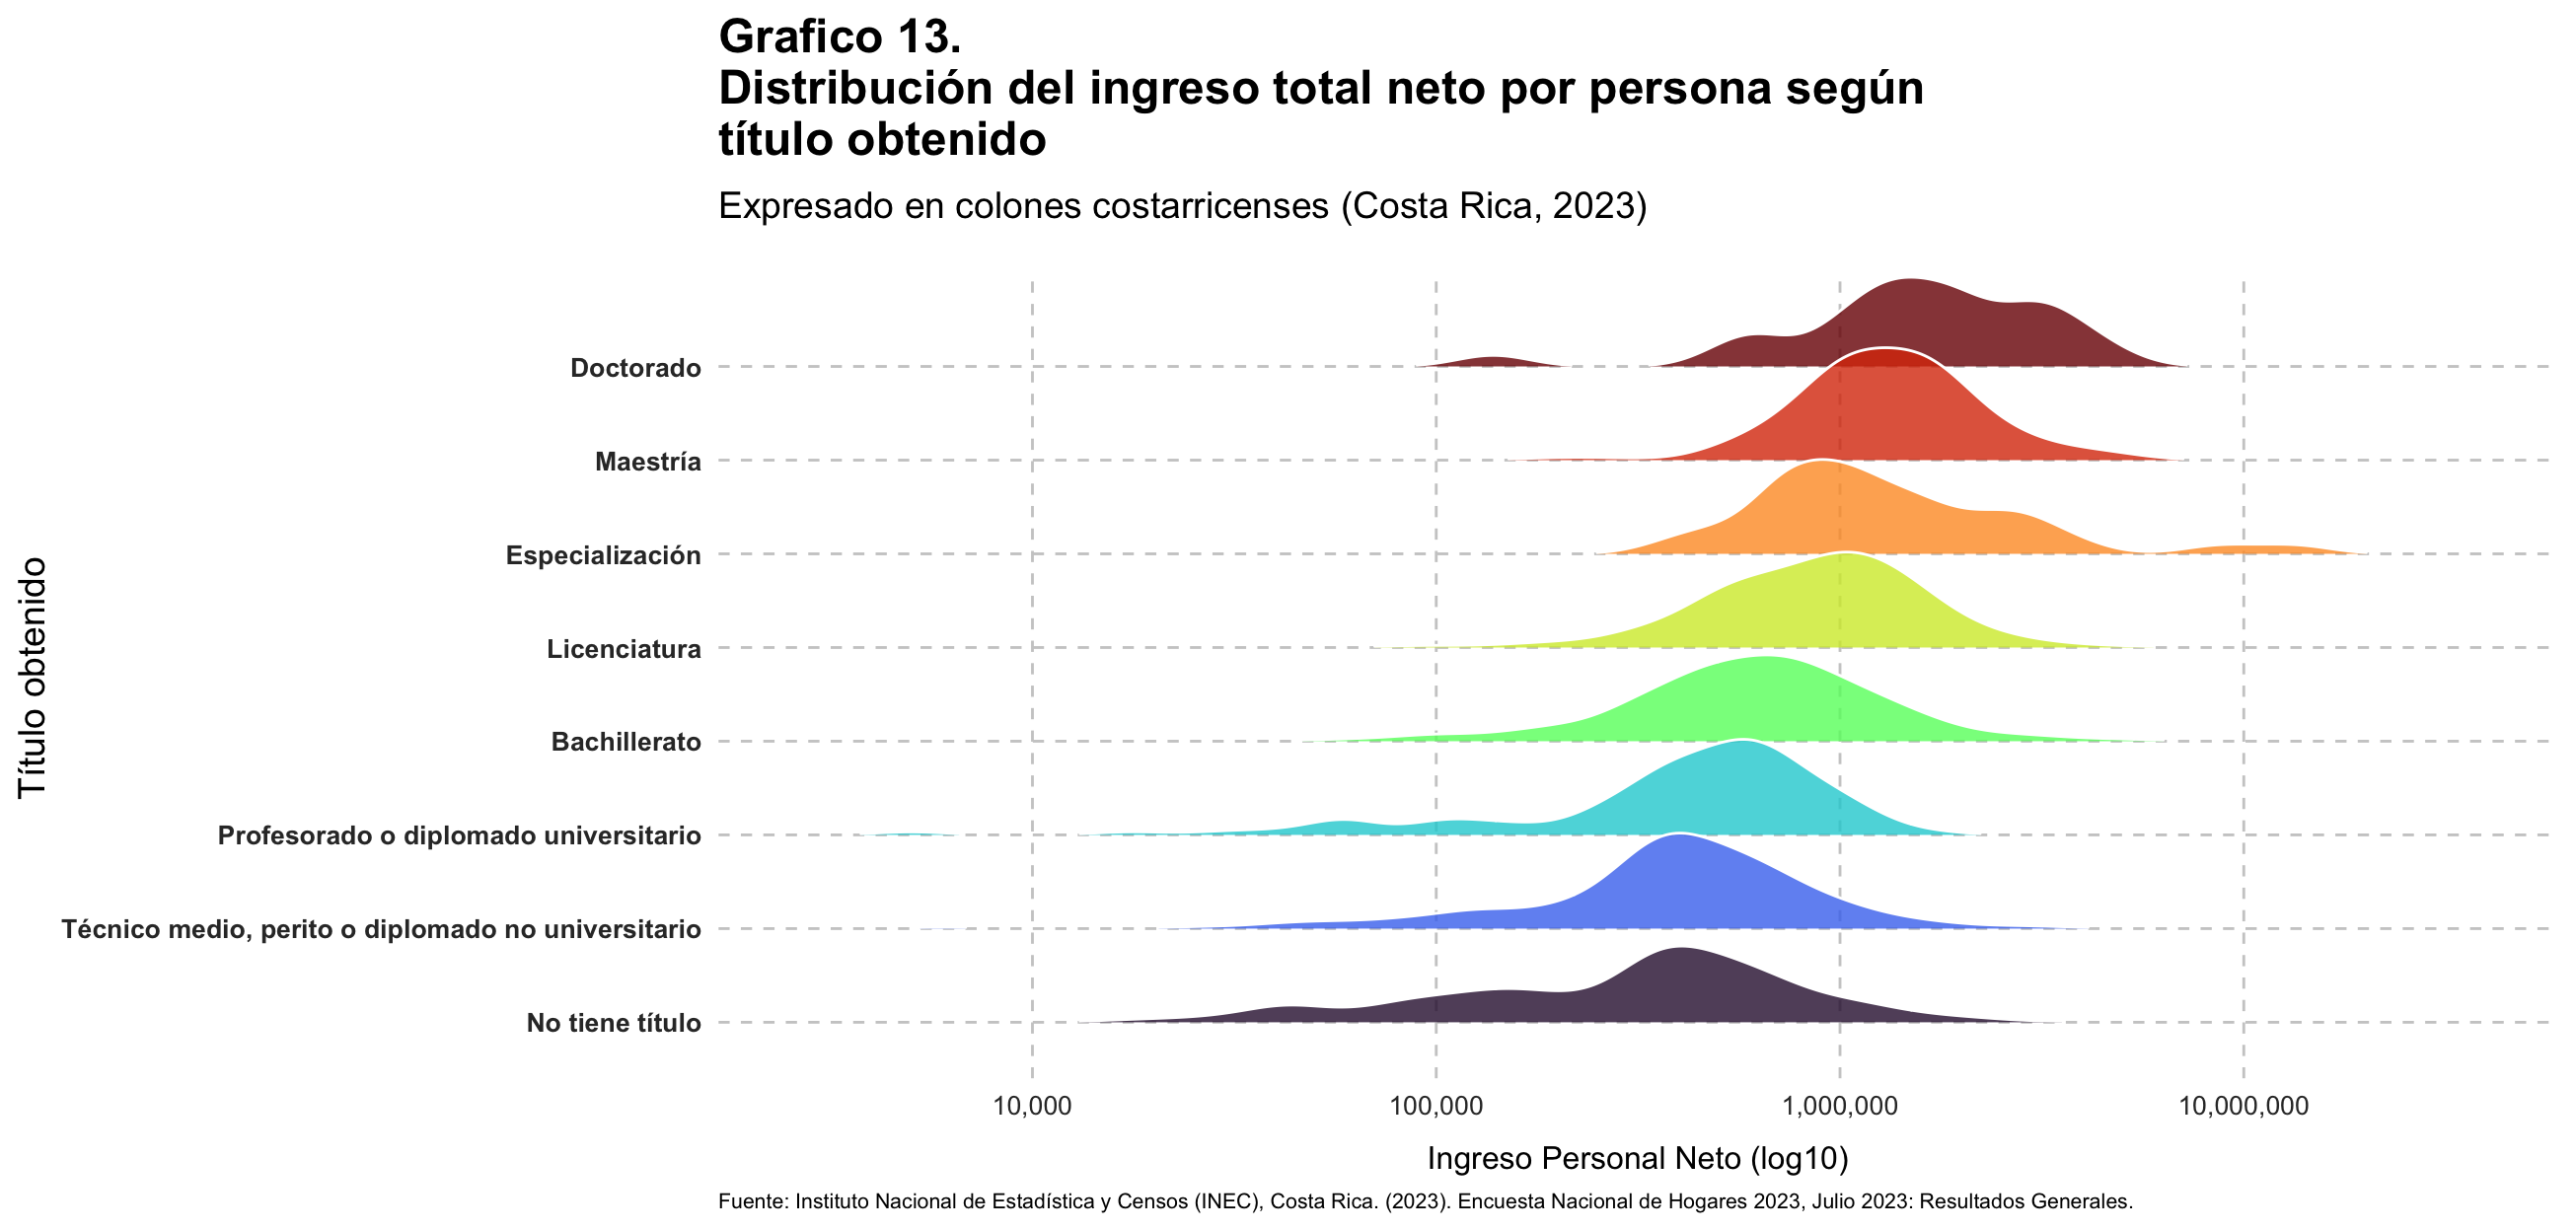 Grafico 13.
Distribución del ingreso total neto por persona según
título obtenido
Expresado en colones costarricenses (Costa Rica, 2023)
Título obtenido
Doctorado
Maestría
Especialización
Licenciatura
Bachillerato
Profesorado o diplomado universitario
Técnico medio, perito o diplomado no universitario
No tiene título
10,000
100,000
1,000,000
10,000,000
Ingreso Personal Neto (log10)
Fuente: Instituto Nacional de Estadística y Censos (INEC), Costa Rica. (2023). Encuesta Nacional de Hogares 2023, Julio 2023: Resultados Generales.